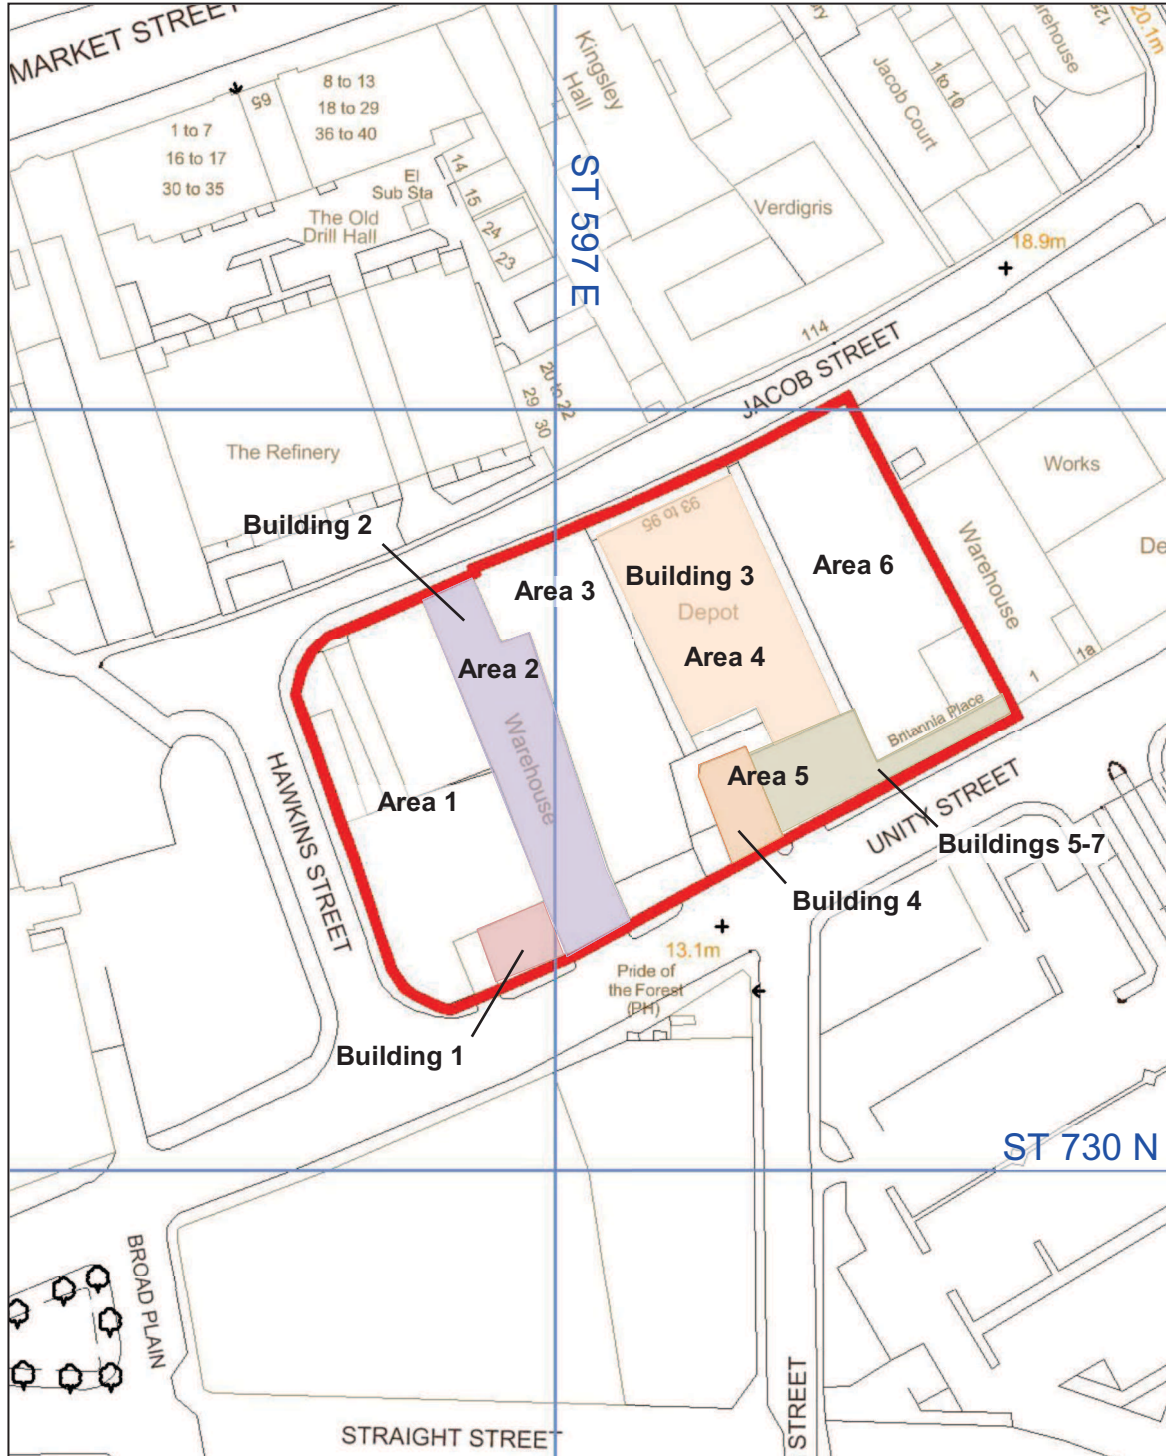 MARKET STREET
8 to 13
18 to 29
36 to 40
65
1 to 7
16 to 17
30 to 35
El
Sub Sta
The Old
Drill Hall
14
15
24
23
Kingsley
Hall
ST 597 E
Verdigris
Jacob Court
1 to 10
20.1m
18.9m
114
JACOB STREET
20 to 22
29
30
The Refinery
Works
Building 2
93 to 95
Area 3
Building 3
Depot
Area 6
Warehouse
De
Area 2
Area 4
Warehouse
1a
1
Britannia Place
HAWKINS STREET
Area 1
Area 5
UNITY STREET
Buildings 5-7
Building 4
13.1m
Pride of
the Forest
(PH)
Building 1
ST 730 N
BROAD PLAIN
STRAIGHT STREET
STREET